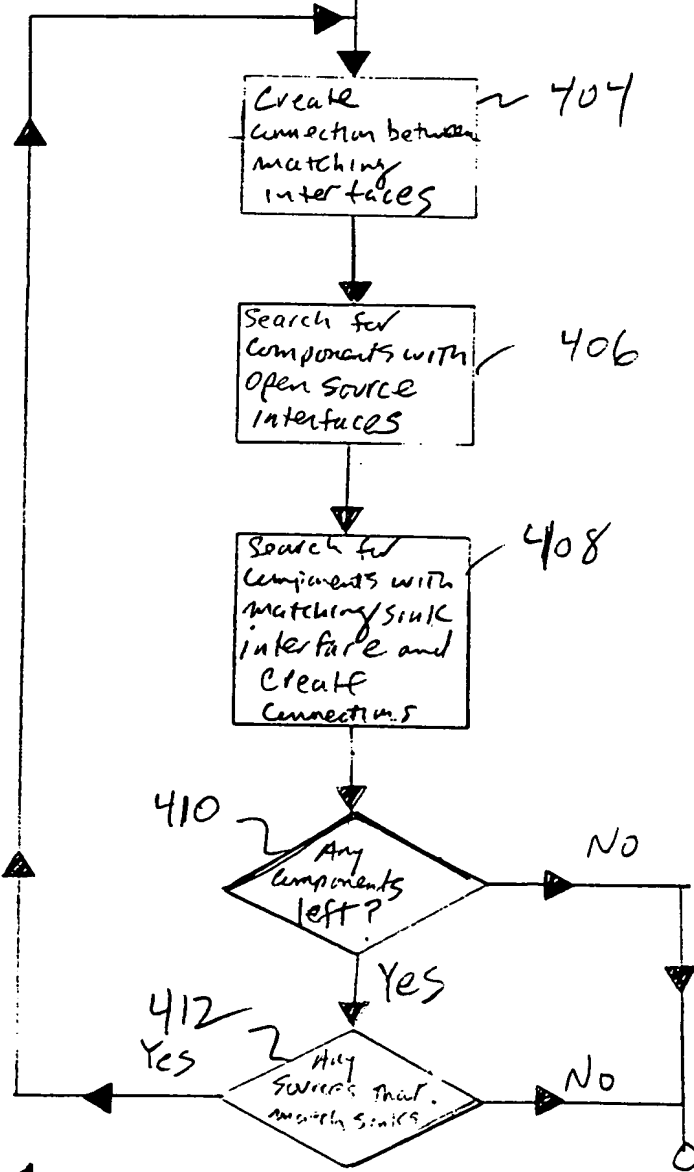 Create
connection between
matching
interfaces
404
Search for
components with
open source
interfaces
406
Search for
components with
matching sink
interface and
create
connections
408
410
Any
components
left?
No
Yes
412
Yes
Any
sources that
match sinks
No